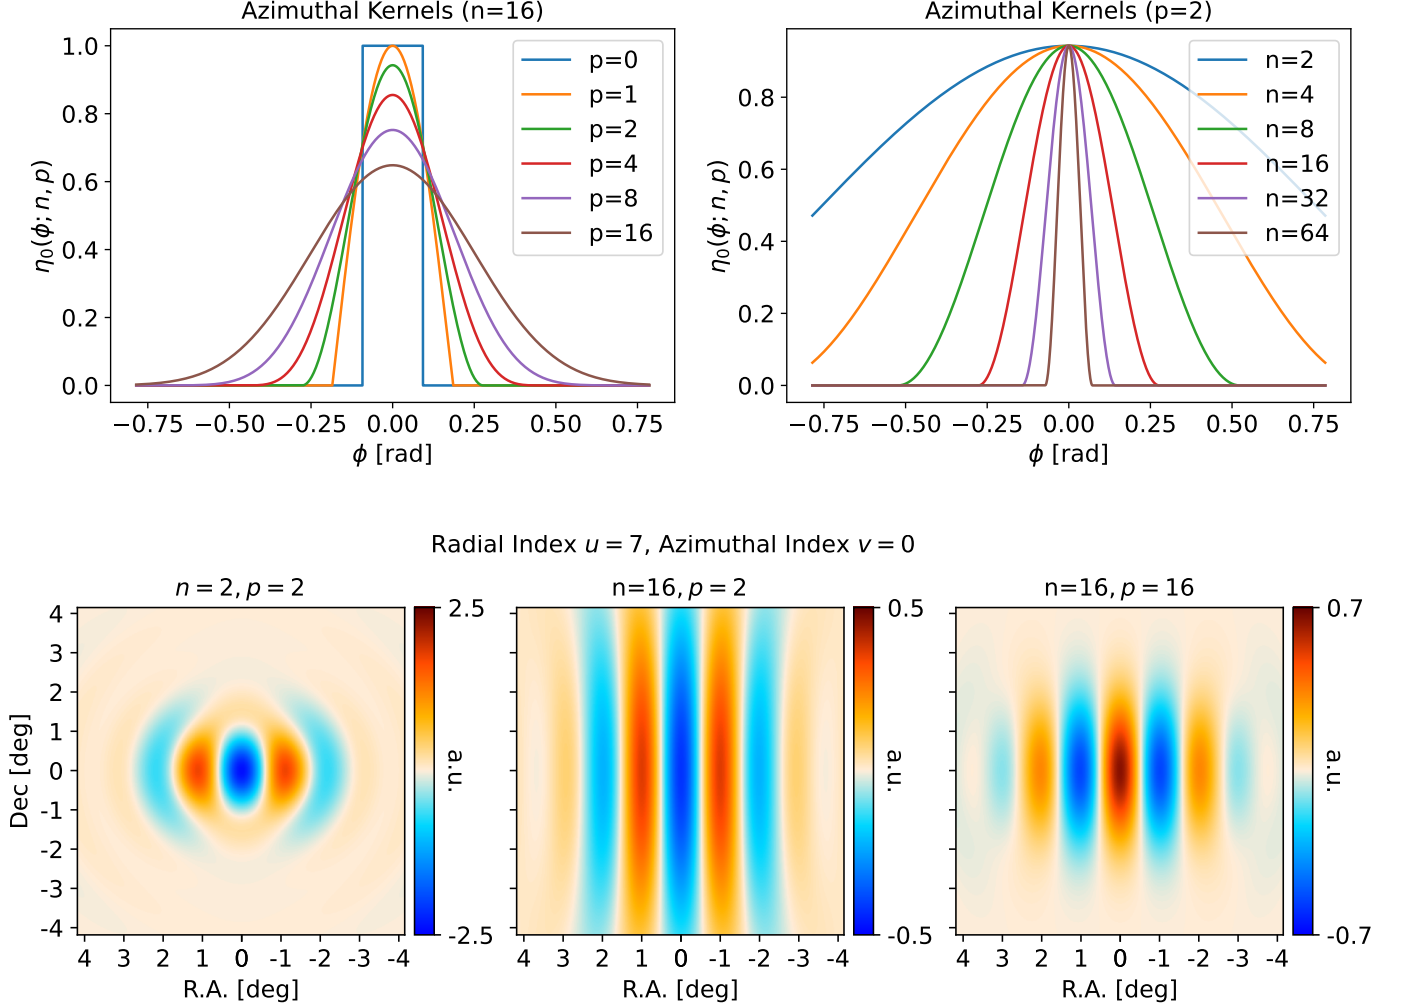 Azimuthal Kernels (n=16)
η₀(ϕ; n, p)
1.0
0.8
0.6
0.4
0.2
0.0
p=0
p=1
p=2
p=4
p=8
p=16
−0.75 −0.50 −0.25 0.00 0.25 0.50 0.75
ϕ [rad]
Azimuthal Kernels (p=2)
η₀(ϕ; n, p)
0.8
0.6
0.4
0.2
0.0
n=2
n=4
n=8
n=16
n=32
n=64
−0.75 −0.50 −0.25 0.00 0.25 0.50 0.75
ϕ [rad]
Radial Index u = 7, Azimuthal Index v = 0
n = 2, p = 2
Dec [deg]
4
3
2
1
0
-1
-2
-3
-4
4 3 2 1 0 -1 -2 -3 -4
R.A. [deg]
2.5
a.u.
-2.5
n=16, p = 2
4 3 2 1 0 -1 -2 -3 -4
R.A. [deg]
0.5
a.u.
-0.5
n=16, p = 16
4 3 2 1 0 -1 -2 -3 -4
R.A. [deg]
0.7
a.u.
-0.7